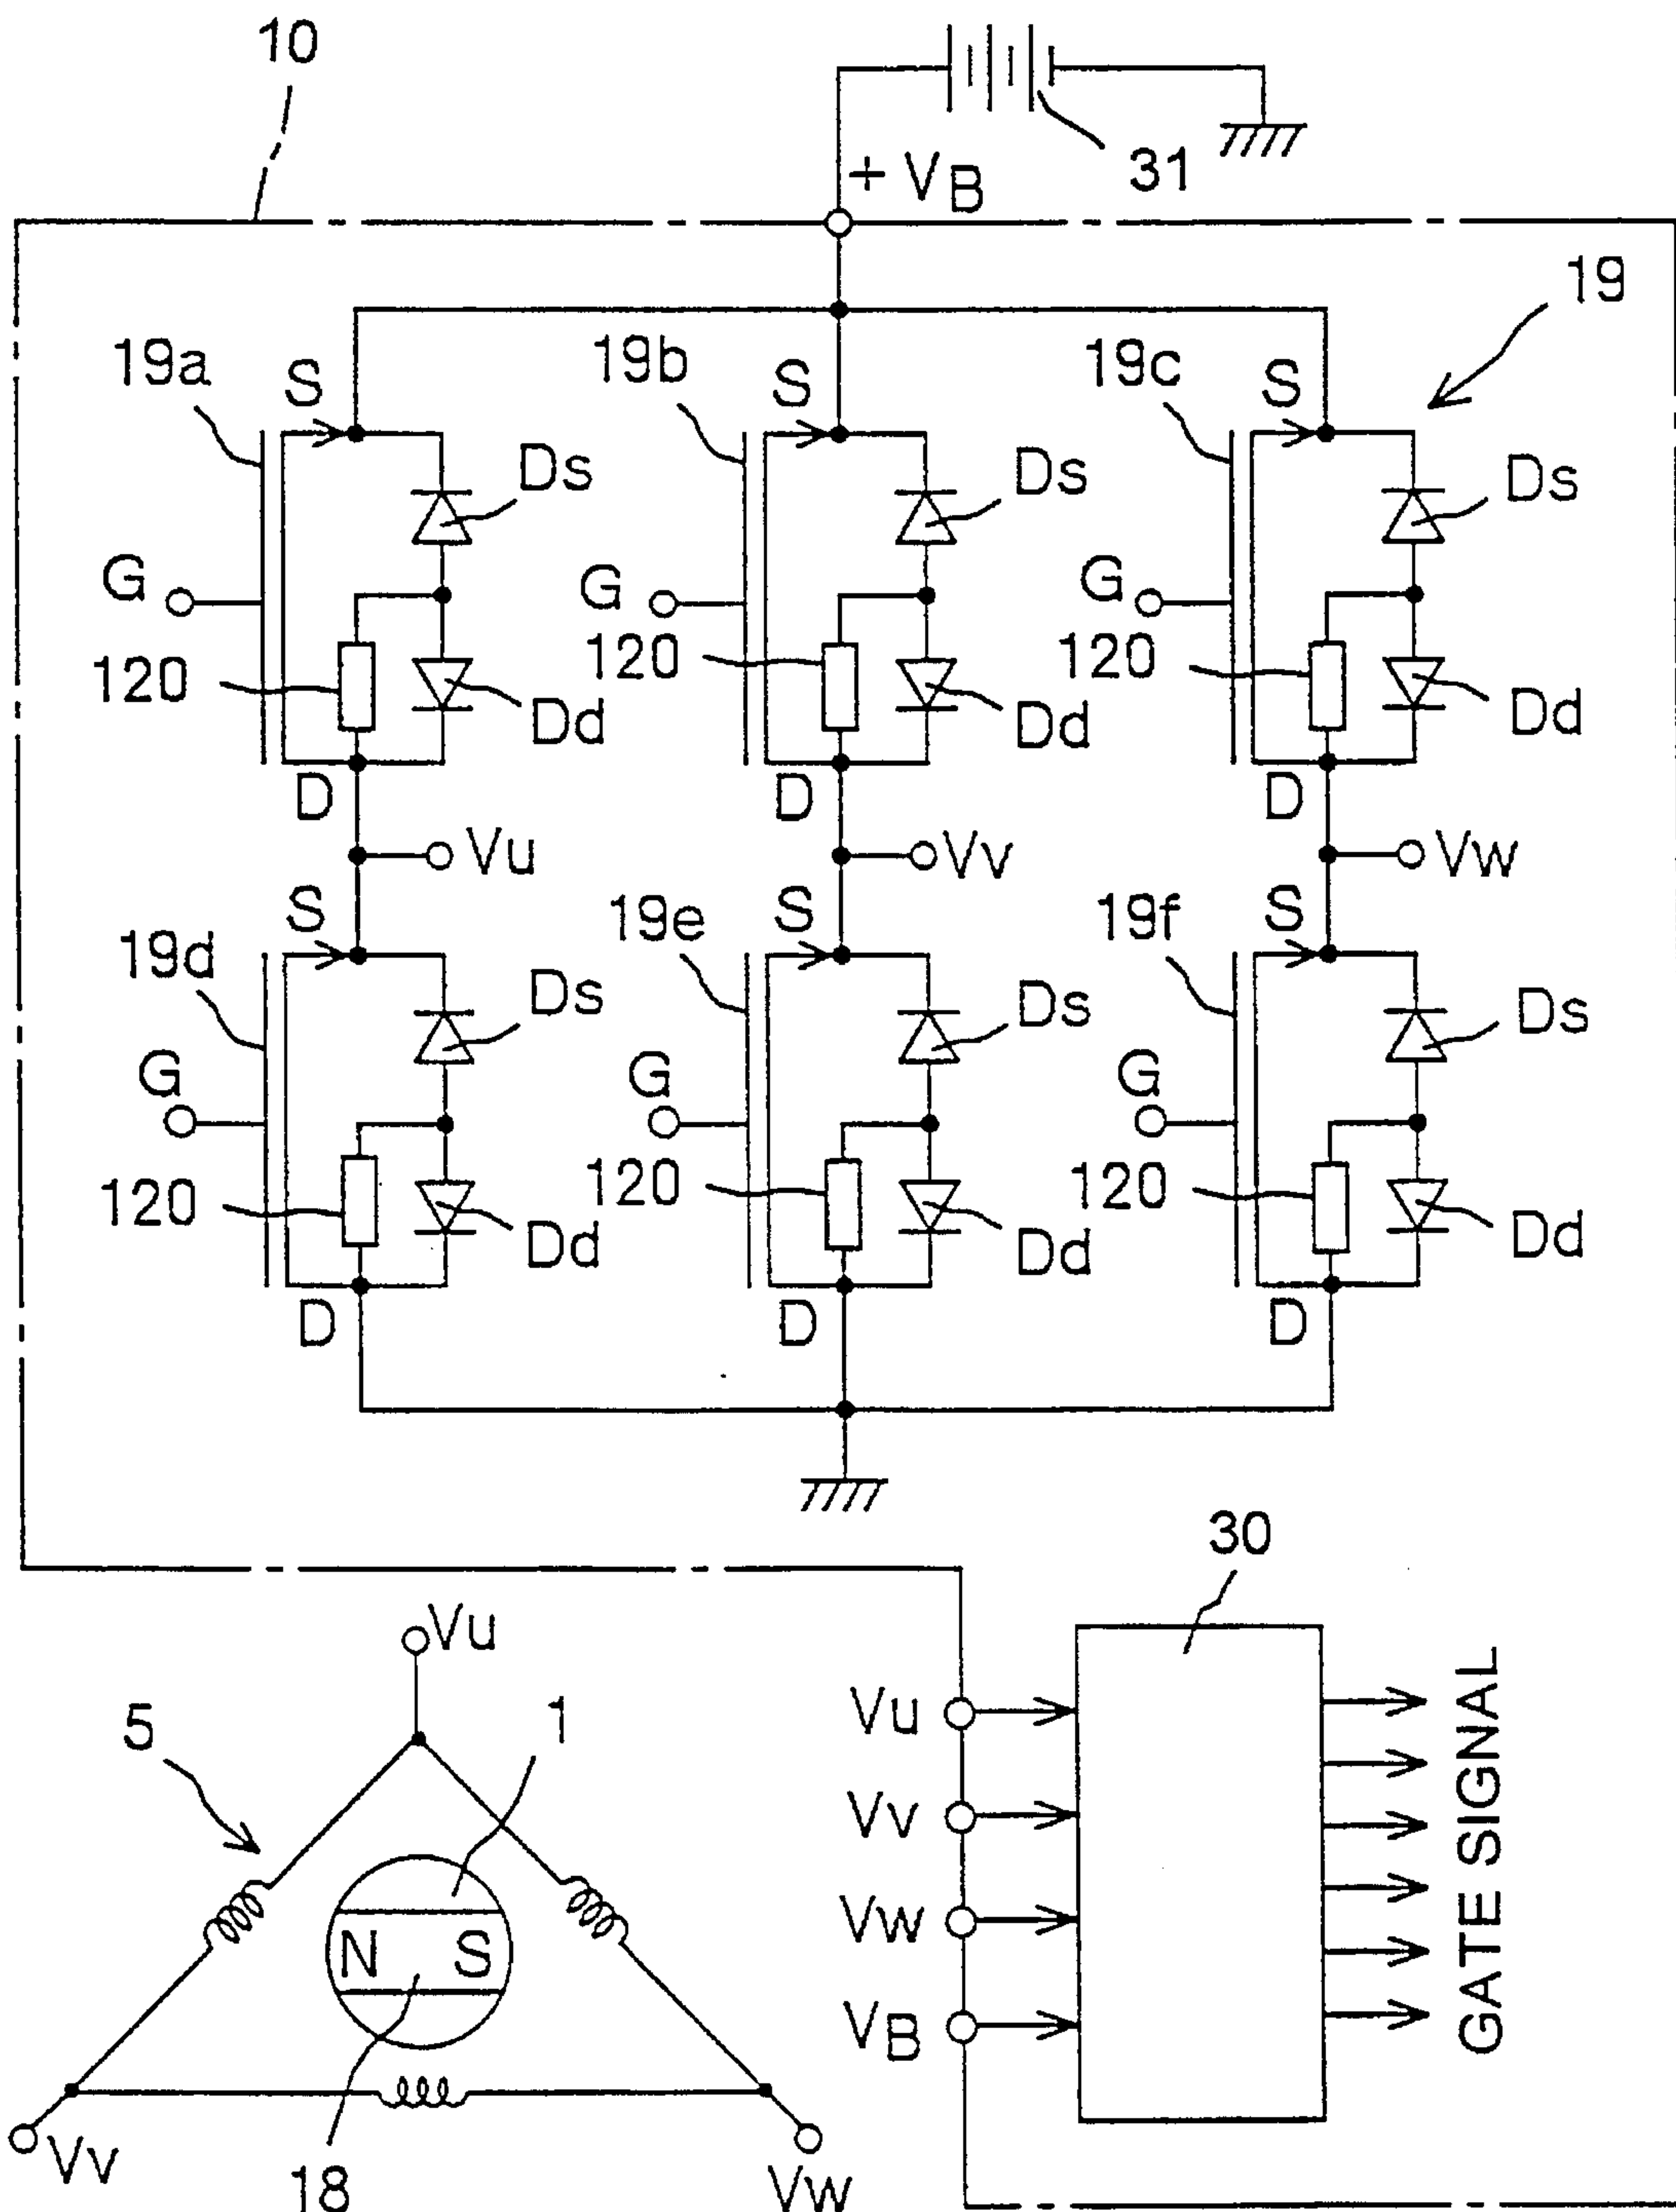 10
31
+ VB
19
19a
S
19b
S
19c
S
Ds
Ds
Ds
G
G
G
120
120
120
Dd
Dd
Dd
D
D
D
Vu
Vv
Vw
19d
S
19e
S
19f
S
Ds
Ds
Ds
G
G
G
120
120
120
Dd
Dd
Dd
D
D
D
30
Vu
5
1
N S
18
Vv
Vw
Vu
Vv
Vw
VB
GATE SIGNAL